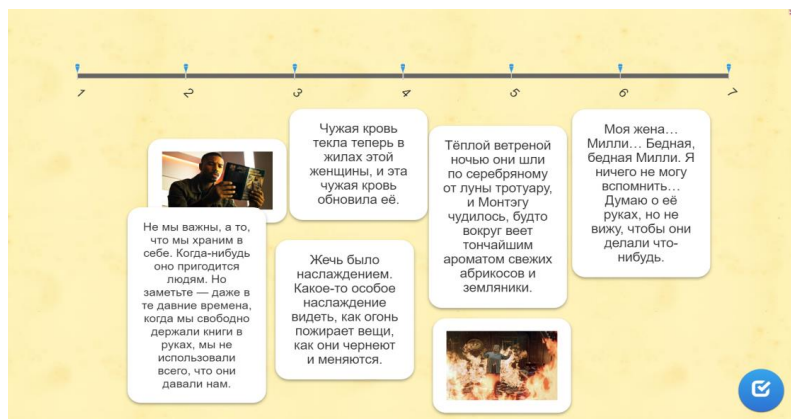 1
2
3
4
5
6
7
Чужая кровь
текла теперь в
жилах этой
женщины, и эта
чужая кровь
обновила её.
Тёплой ветреной
ночью они шли
по серебряному
от луны тротуару,
и Монтэгу
чудилось, будто
вокруг веет
тончайшим
ароматом свежих
абрикосов и
земляники.
Моя жена…
Милли… Бедная,
бедная Милли. Я
ничего не могу
вспомнить…
Думаю о её
руках, но не
вижу, чтобы они
делали что-
нибудь.
Не мы важны, а то,
что мы храним в
себе. Когда-нибудь
оно пригодится
людям. Но
заметьте — даже в
те давние времена,
когда мы свободно
держали книги в
руках, мы не
использовали
всего, что они
давали нам.
Жечь было
наслаждением.
Какое-то особое
наслаждение
видеть, как огонь
пожирает вещи,
как они чернеют
и меняются.